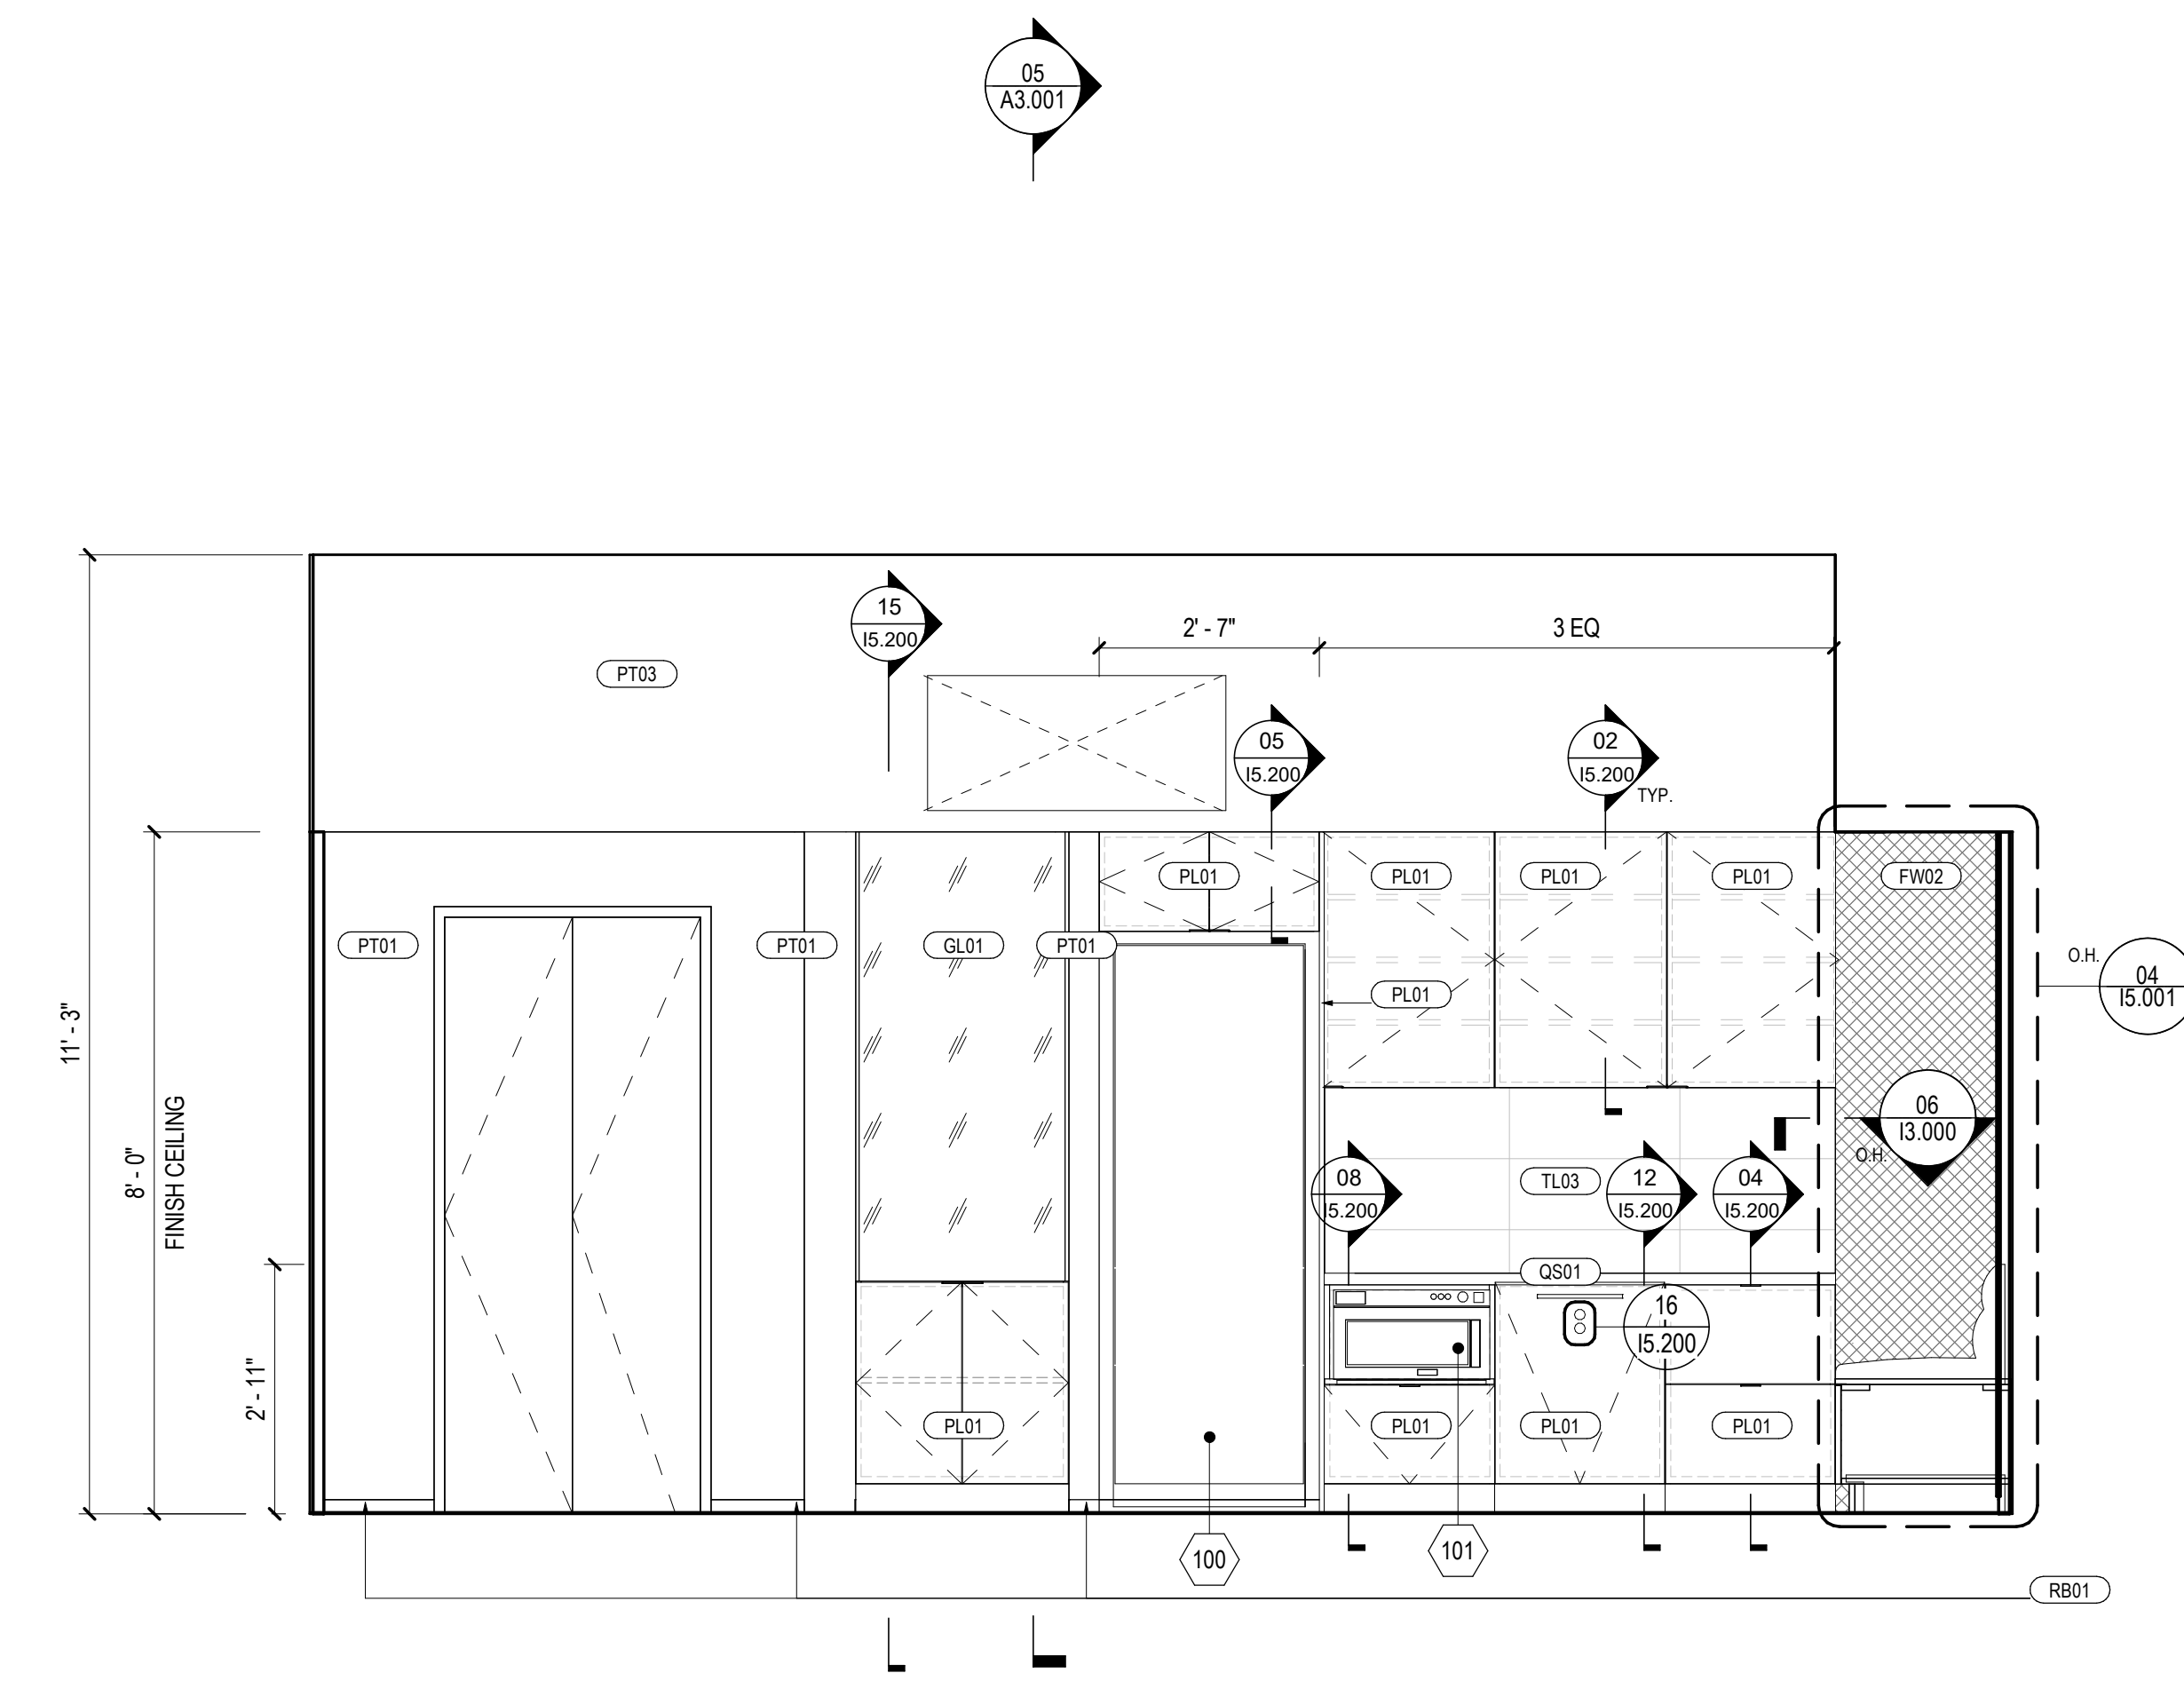 05
A3.001
15
I5.200
2' - 7"
3 EQ
PT03
05
I5.200
02
I5.200
TYP.
PL01
PL01
PL01
PL01
FW02
PT01
PT01
GL01
PT01
O.H.
04
I5.001
PL01
11' - 3"
8' - 0"
FINISH CEILING
2' - 11"
06
I3.000
O.H.
08
I5.200
TL03
12
I5.200
04
I5.200
QS01
16
I5.200
PL01
PL01
PL01
PL01
100
101
RB01